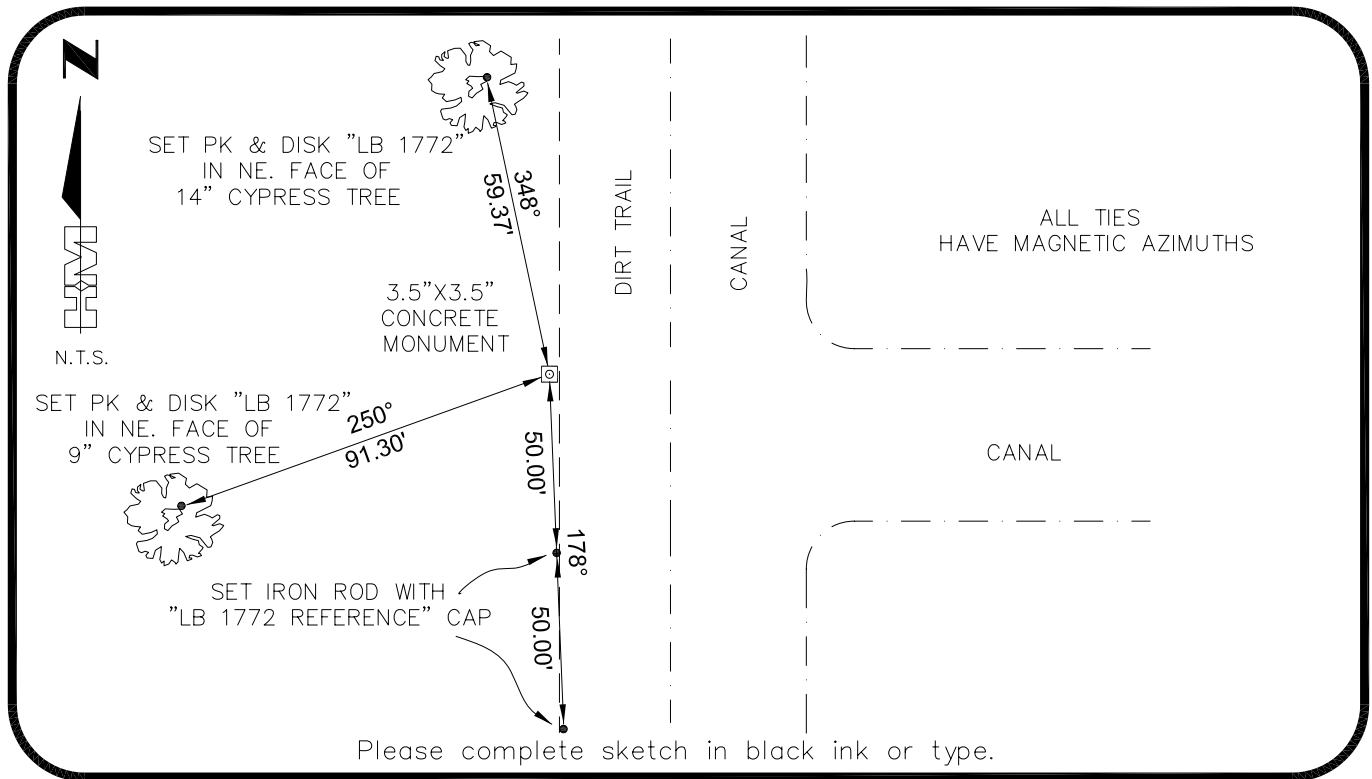 N
SET PK & DISK "LB 1772"
IN NE. FACE OF
14" CYPRESS TREE
348°
59.37'
DIRT TRAIL
CANAL
ALL TIES
HAVE MAGNETIC AZIMUTHS
HM
N.T.S.
3.5"X3.5"
CONCRETE
MONUMENT
SET PK & DISK "LB 1772"
IN NE. FACE OF
9" CYPRESS TREE
250°
91.30'
50.00'
CANAL
178°
SET IRON ROD WITH
"LB 1772 REFERENCE" CAP
50.00'
Please complete sketch in black ink or type.